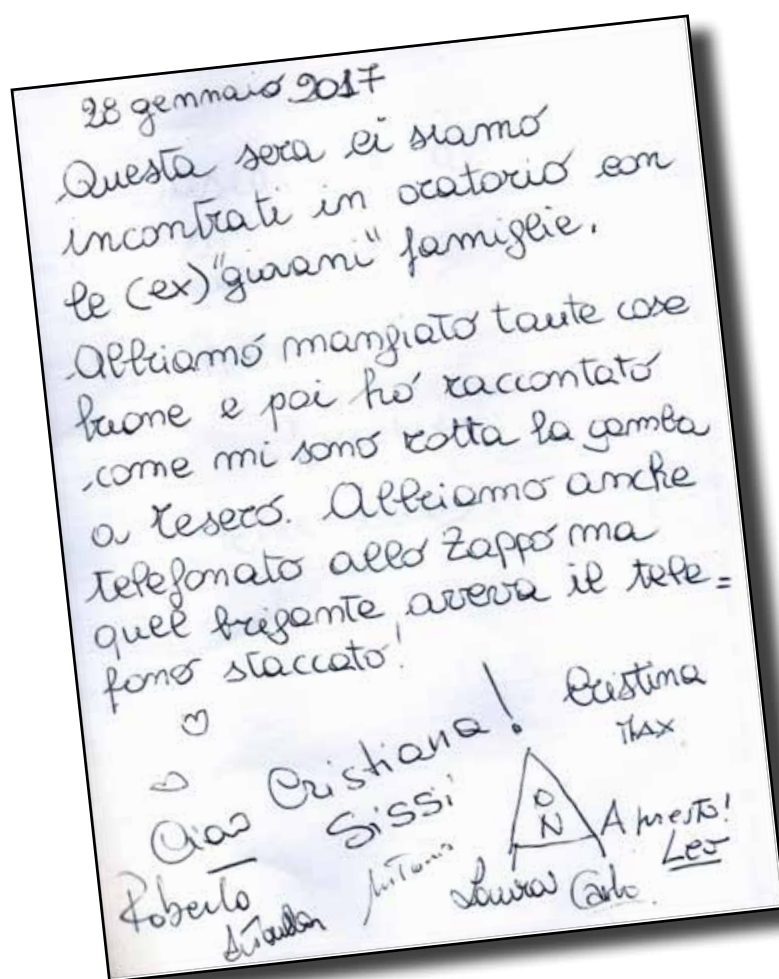 28 gennaio 2017
Questa sera ci siamo
incontrati in oratorio con
le (ex) "giovani" famiglie.
Abbiamo mangiato tante cose
buone e poi ho raccontato
come mi sono rotta la gamba
a Tesero. Abbiamo anche
telefonato allo Zappo ma
quel brigante aveva il tele=
fono staccato!
Cristina
MAX
Ciao Cristiana!
Sissi
O
N
A presto!
Leo
Roberto
Antonio
Laura Carlo